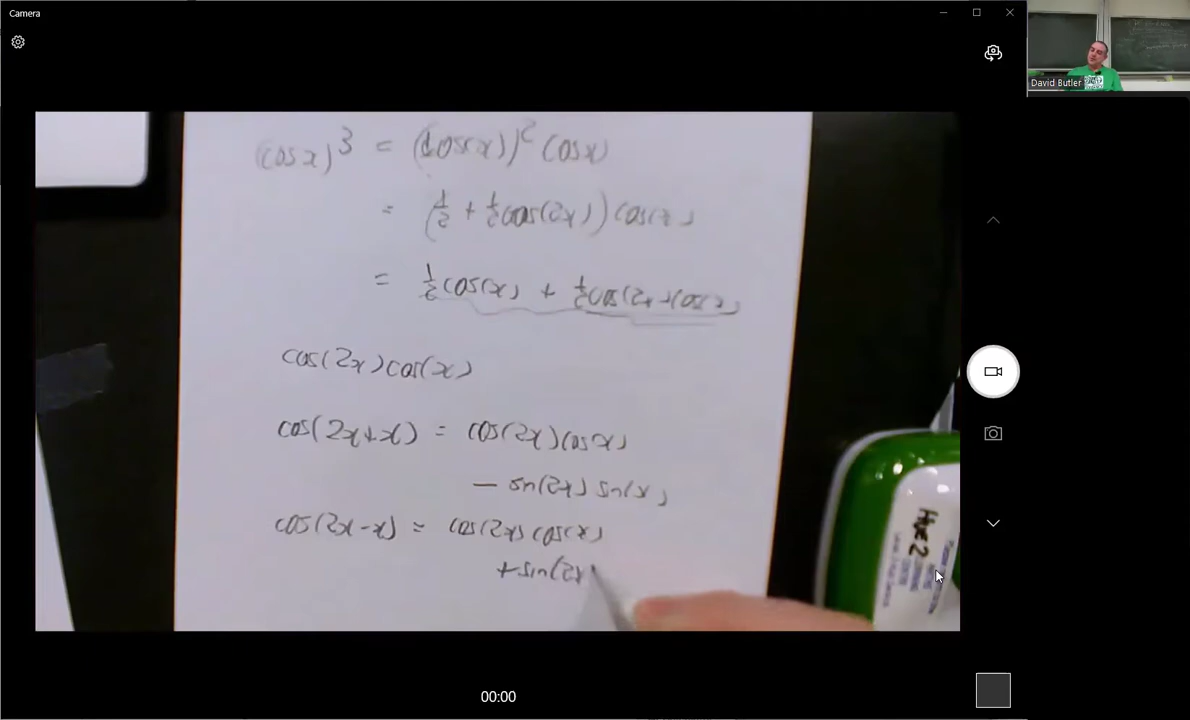 Camera
David Butler
(cos x)^3 = (cos(x))^2 cos x
= (1/2 + 1/2 cos(2x)) cos(x)
= 1/2 cos(x) + 1/2 cos(2x) cos(x)
cos(2x)cos(x)
cos(2x+x) = cos(2x)cos(x)
— sin(2x) sin(x)
cos(2x-x) = cos(2x) cos(x)
+ sin(2x
00:00